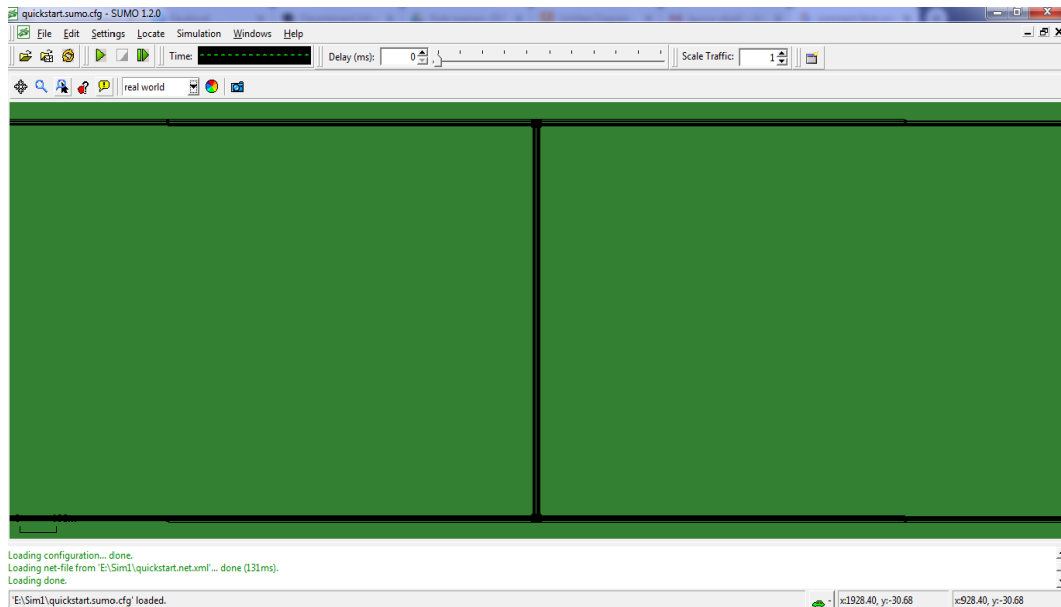 quickstart.sumo.cfg - SUMO 1.2.0
File Edit Settings Locate Simulation Windows Help
Time: Delay (ms): 0 Scale Traffic: 1
real world
Loading configuration... done.
Loading net-file from 'E:\Sim1\quickstart.net.xml'... done (131ms).
Loading done.
'E:\Sim1\quickstart.sumo.cfg' loaded. x:1928.40, y:-30.68 x:928.40, y:-30.68